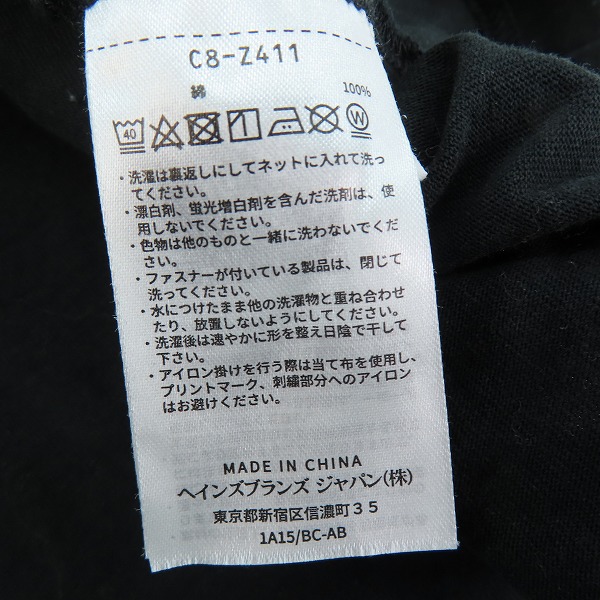 C8-Z411
綿 100%
40 W
・洗濯は裏返しにしてネットに入れて洗っ
てください。
・漂白剤、蛍光増白剤を含んだ洗剤は、使
用しないでください。
・色物は他のものと一緒に洗わないでくだ
さい。
・ファスナーが付いている製品は、閉じて
洗ってください。
・水につけたまま他の洗濯物と重ね合わせ
たり、放置しないようにしてください。
・洗濯後は速やかに形を整え日陰で干して
下さい。
・アイロン掛けを行う際は当て布を使用し、
プリントマーク、刺繍部分へのアイロン
はお避けください。
MADE IN CHINA
ヘインズブランズ ジャパン(株)
東京都新宿区信濃町35
1A15/BC-AB